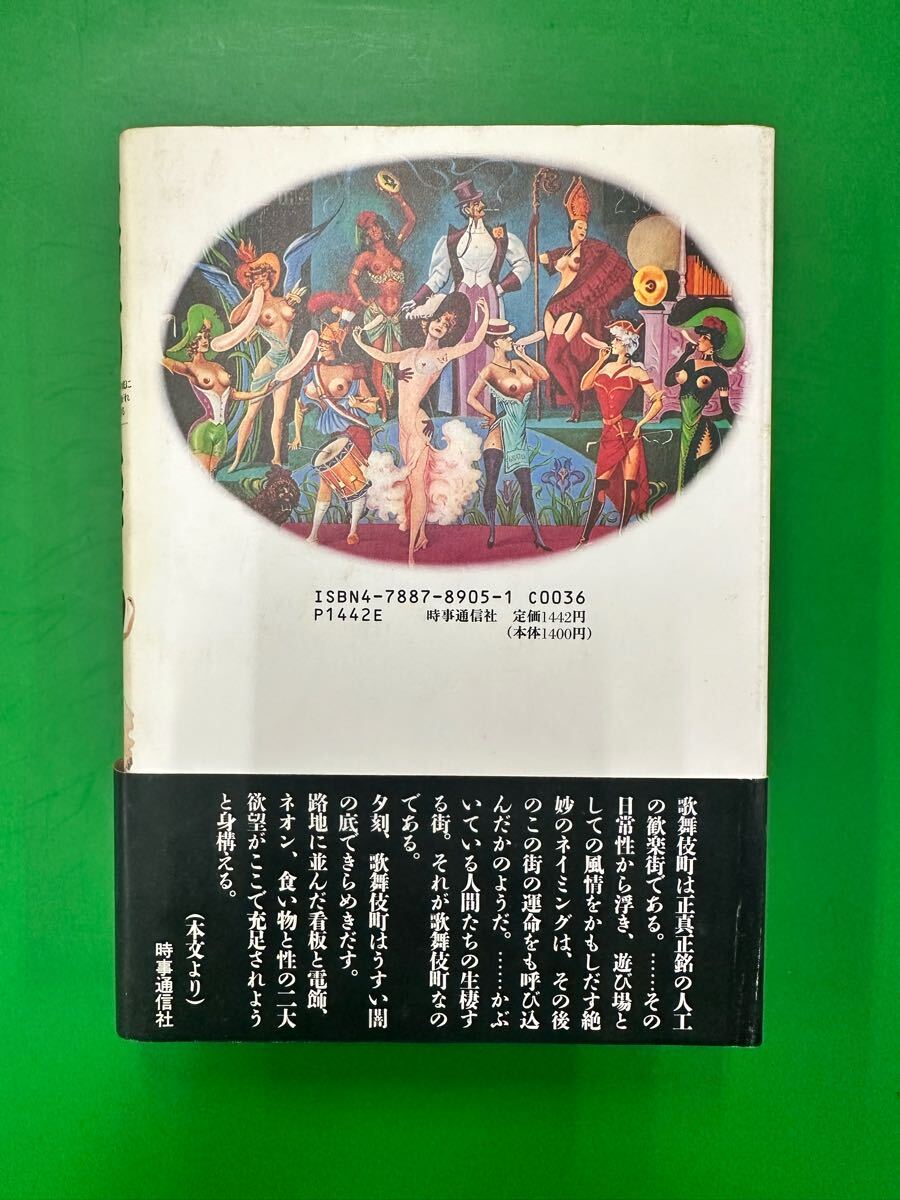 ISBN4-7887-8905-1 C0036
P1442E 時事通信社 定価1442円
(本体1400円)
歌舞伎町は正真正銘の人工
の歓楽街である。……その
日常性から浮き、遊び場と
しての風情をかもしだす絶
妙のネイミングは、その後
のこの街の運命をも呼び込
んだかのようだ。……かぶ
いている人間たちの生棲す
る街。それが歌舞伎町なの
である。
夕刻、歌舞伎町はうすい闇
の底できらめきだす。
路地に並んだ看板と電飾、
ネオン、食い物と性の二大
欲望がここで充足されよう
と身構える。
(本文より)
時事通信社